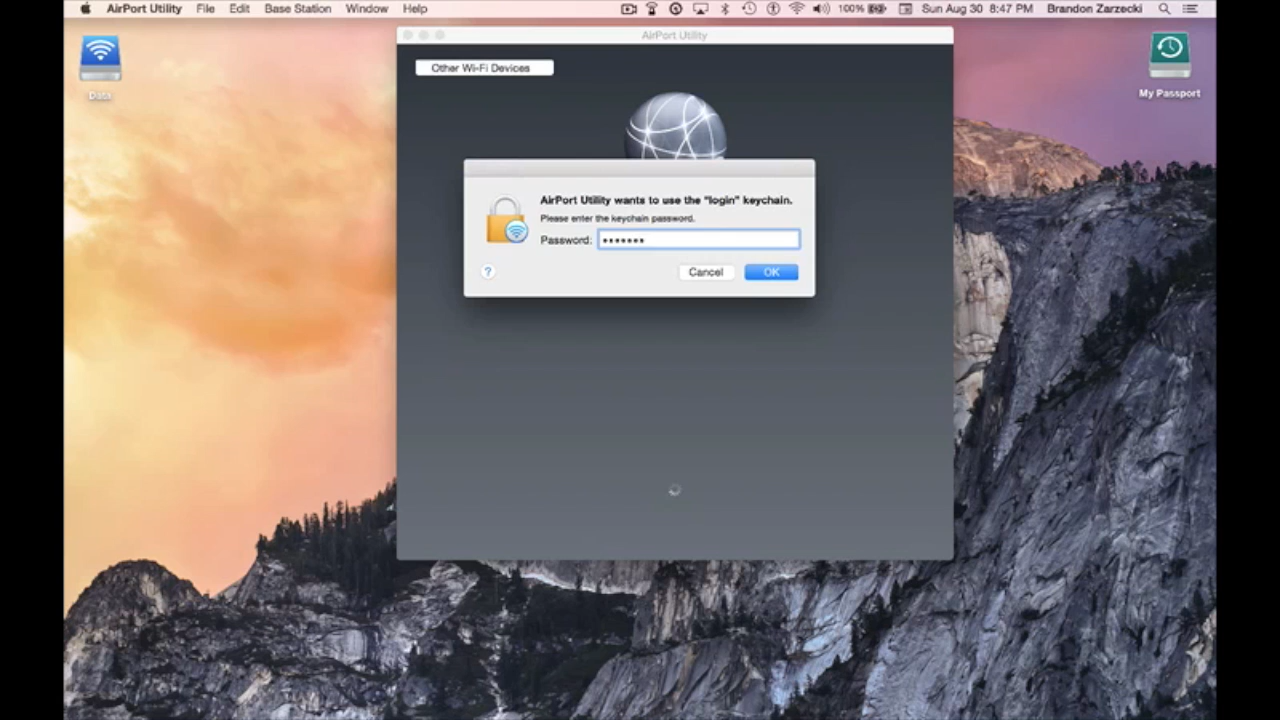 AirPort Utility File Edit Base Station Window Help 100% Sun Aug 30 8:47 PM Brandon Zarzecki
AirPort Utility
Other Wi-Fi Devices
Data
My Passport
AirPort Utility wants to use the "login" keychain.
Please enter the keychain password.
Password: •••••••
? Cancel OK